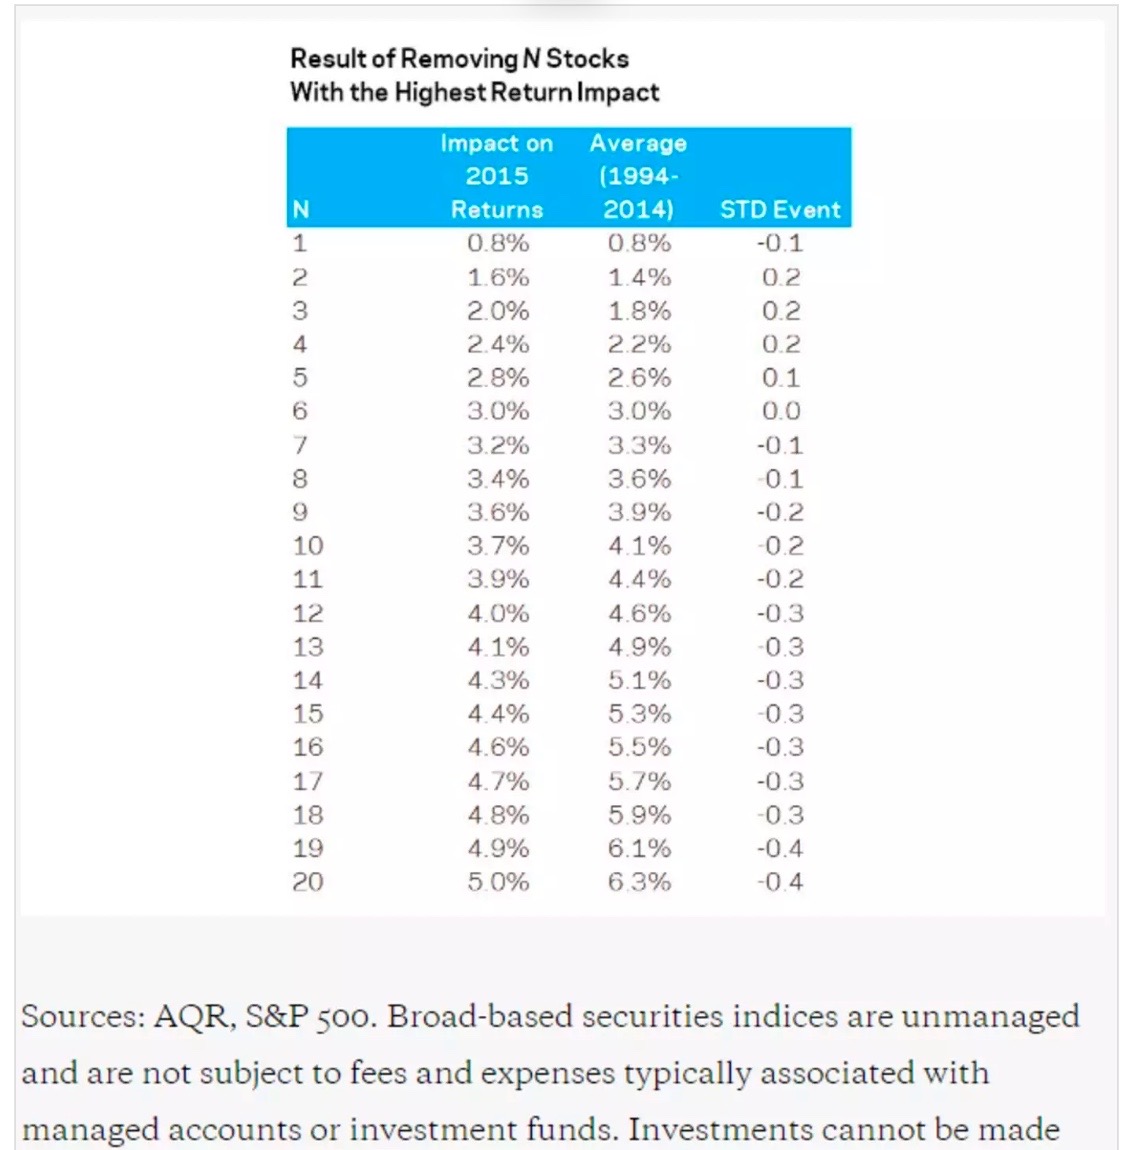 Result of Removing N Stocks
With the Highest Return Impact
Impact on Average
2015 (1994-
N Returns 2014) STD Event
1 0.8% 0.8% -0.1
2 1.6% 1.4% 0.2
3 2.0% 1.8% 0.2
4 2.4% 2.2% 0.2
5 2.8% 2.6% 0.1
6 3.0% 3.0% 0.0
7 3.2% 3.3% -0.1
8 3.4% 3.6% -0.1
9 3.6% 3.9% -0.2
10 3.7% 4.1% -0.2
11 3.9% 4.4% -0.2
12 4.0% 4.6% -0.3
13 4.1% 4.9% -0.3
14 4.3% 5.1% -0.3
15 4.4% 5.3% -0.3
16 4.6% 5.5% -0.3
17 4.7% 5.7% -0.3
18 4.8% 5.9% -0.3
19 4.9% 6.1% -0.4
20 5.0% 6.3% -0.4
Sources: AQR, S&P 500. Broad-based securities indices are unmanaged
and are not subject to fees and expenses typically associated with
managed accounts or investment funds. Investments cannot be made